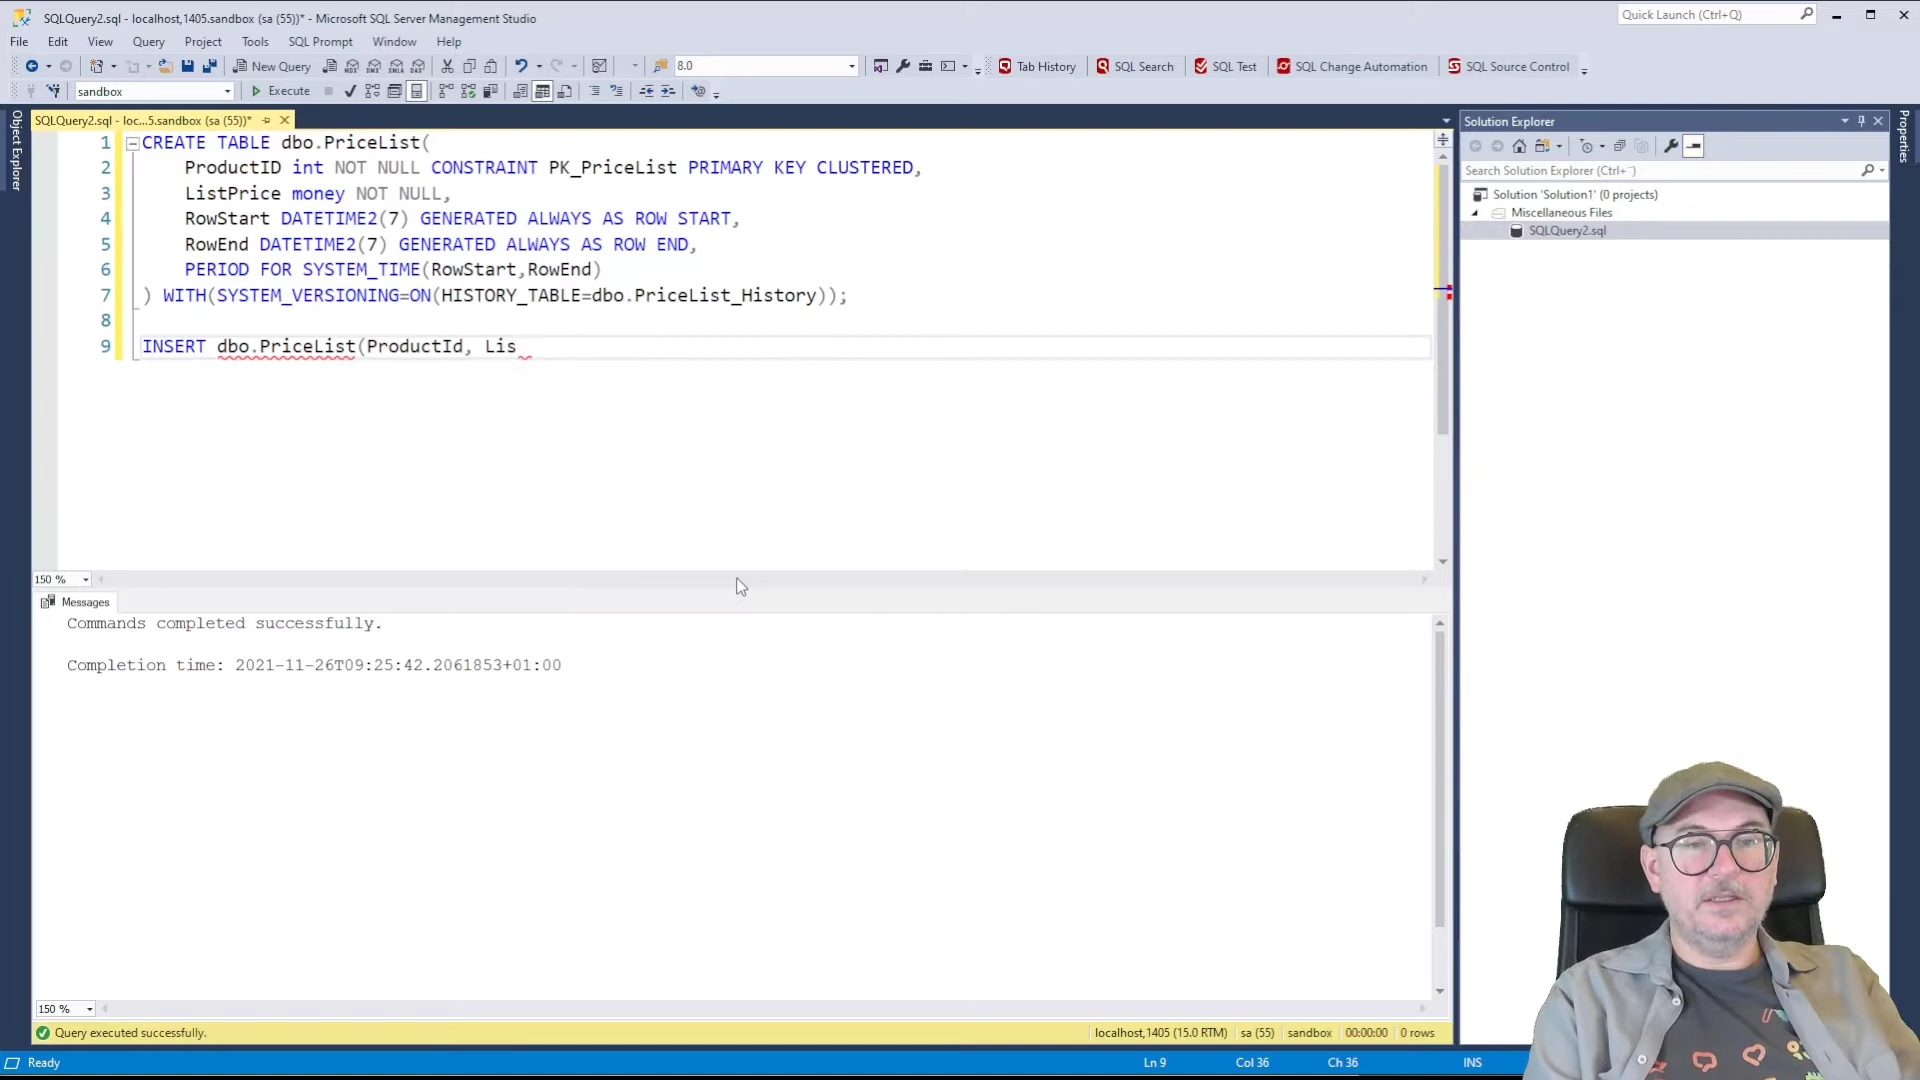 SQLQuery2.sql - localhost,1405.sandbox (sa (55))* - Microsoft SQL Server Management Studio
Quick Launch (Ctrl+Q)
File Edit View Query Project Tools SQL Prompt Window Help
New Query
8.0
Tab History SQL Search SQL Test SQL Change Automation SQL Source Control
sandbox
Execute
Object Explorer
SQLQuery2.sql - loc...5.sandbox (sa (55))*
Solution Explorer
Properties
Search Solution Explorer (Ctrl+¨)
Solution 'Solution1' (0 projects)
Miscellaneous Files
SQLQuery2.sql
1 CREATE TABLE dbo.PriceList(
2 ProductID int NOT NULL CONSTRAINT PK_PriceList PRIMARY KEY CLUSTERED,
3 ListPrice money NOT NULL,
4 RowStart DATETIME2(7) GENERATED ALWAYS AS ROW START,
5 RowEnd DATETIME2(7) GENERATED ALWAYS AS ROW END,
6 PERIOD FOR SYSTEM_TIME(RowStart,RowEnd)
7 ) WITH(SYSTEM_VERSIONING=ON(HISTORY_TABLE=dbo.PriceList_History));
8
9 INSERT dbo.PriceList(ProductId, Lis
150 %
Messages
Commands completed successfully.
Completion time: 2021-11-26T09:25:42.2061853+01:00
150 %
Query executed successfully.
localhost,1405 (15.0 RTM) sa (55) sandbox 00:00:00 0 rows
Ready
Ln 9 Col 36 Ch 36 INS